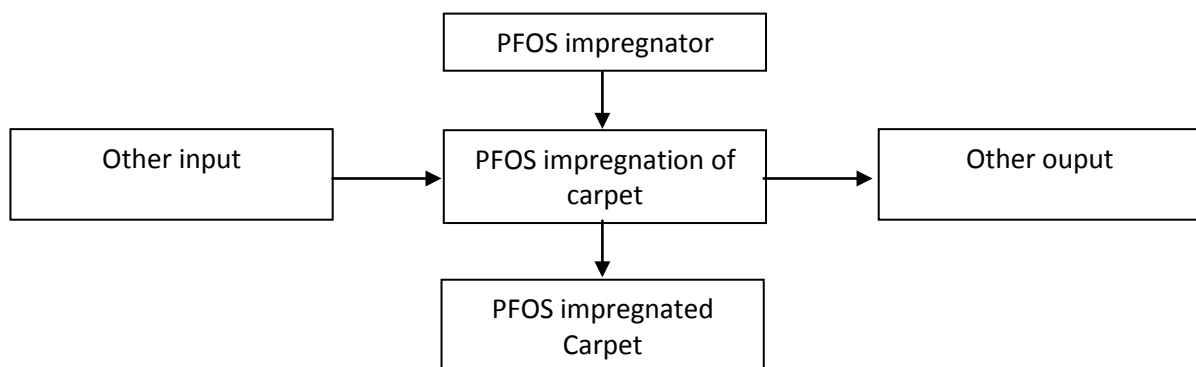 PFOS impregnator
Other input
PFOS impregnation of
carpet
Other ouput
PFOS impregnated
Carpet